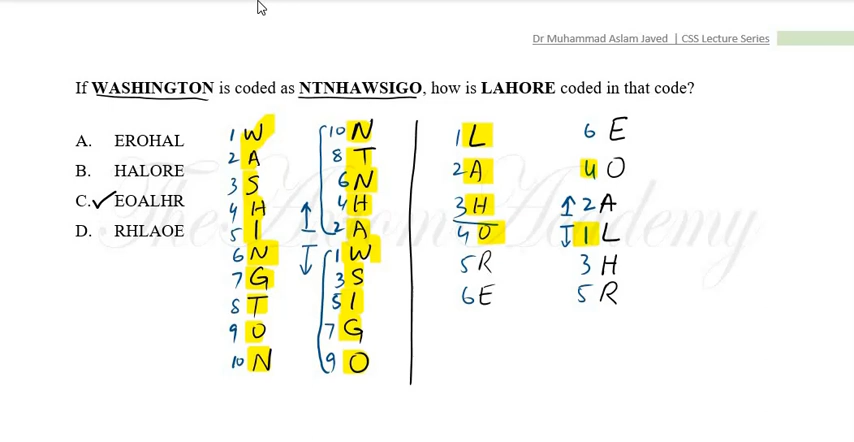 Dr Muhammad Aslam Javed | CSS Lecture Series
If WASHINGTON is coded as NTNHAWSIGO, how is LAHORE coded in that code?
A. EROHAL
B. HALORE
C. EOALHR
D. RHLAOE
1 W
2 A
3 S
4 H
5 I
6 N
7 G
8 T
9 O
10 N
10 N
8 T
6 N
4 H
2 A
1 W
3 S
5 I
7 G
9 O
1 L
2 A
3 H
4 O
5 R
6 E
6 E
4 O
2 A
1 L
3 H
5 R